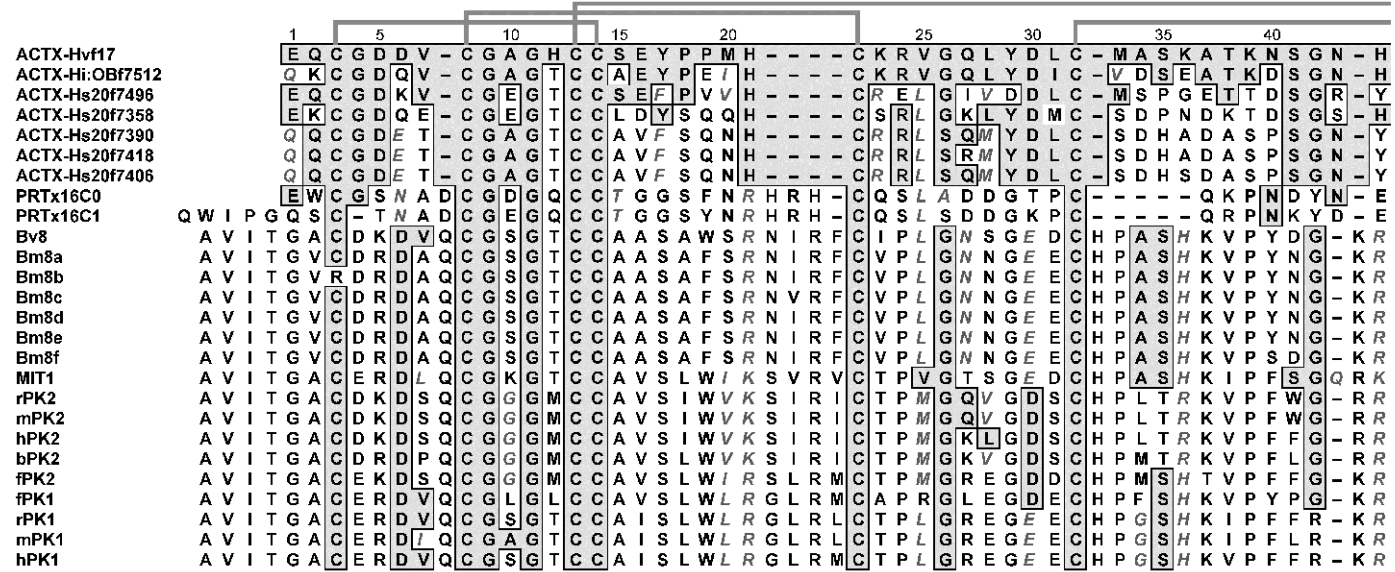 1 5 10 15 20 25 30 35 40
ACTX-Hvf17 E Q C G D D V - C G A G H C C S E Y P P M H - - - - C K R V G Q L Y D L C - M A S K A T K N S G N - H
ACTX-Hi:OBf7512 Q K C G D Q V - C G A G T C C A E Y P E I H - - - - C K R V G Q L Y D I C - V D S E A T K D S G N - H
ACTX-Hs20f7496 E Q C G D K V - C G E G T C C S E F P V V H - - - - C R E L G I V D D L C - M S P G E T T D S G R - Y
ACTX-Hs20f7358 E K C G D Q E - C G E G T C C L D Y S Q Q H - - - - C S R L G K L Y D M C - S D P N D K T D S G S - H
ACTX-Hs20f7390 Q Q C G D E T - C G A G T C C A V F S Q N H - - - - C R R L S Q M Y D L C - S D H A D A S P S G N - Y
ACTX-Hs20f7418 Q Q C G D E T - C G A G T C C A V F S Q N H - - - - C R R L S R M Y D L C - S D H A D A S P S G N - Y
ACTX-Hs20f7406 Q Q C G D E T - C G A G T C C A V F S Q N H - - - - C R R L S Q M Y D L C - S D H S D A S P S G N - Y
PRTx16C0 E W C G S N A D C G D G Q C C T G G S F N R H R H - C Q S L A D D G T P C - - - - - Q K P N D Y N - E
PRTx16C1 Q W I P G Q S C - T N A D C G E G Q C C T G G S Y N R H R H - C Q S L S D D G K P C - - - - - Q R P N K Y D - E
Bv8 A V I T G A C D K D V Q C G S G T C C A A S A W S R N I R F C I P L G N S G E D C H P A S H K V P Y D G - K R
Bm8a A V I T G V C D R D A Q C G S G T C C A A S A F S R N I R F C V P L G N N G E E C H P A S H K V P Y N G - K R
Bm8b A V I T G V R D R D A Q C G S G T C C A A S A F S R N I R F C V P L G N N G E E C H P A S H K V P Y N G - K R
Bm8c A V I T G V C D R D A Q C G S G T C C A A S A F S R N V R F C V P L G N N G E E C H P A S H K V P Y N G - K R
Bm8d A V I T G V C D R D A Q C G S G T C C A A S A F S R N I R F C V P L G N N G E E C H P A S H K V P Y N G - K R
Bm8e A V I T G V C D R D A Q C G S G T C C A A S A F S R N I R F C V P L G N N G E E C H P A S H K V P Y N G - K R
Bm8f A V I T G V C D R D A Q C G S G T C C A A S A F S R N I R F C V P L G N N G E E C H P A S H K V P S D G - K R
MIT1 A V I T G A C E R D L Q C G K G T C C A V S L W I K S V R V C T P V G T S G E D C H P A S H K I P F S G Q R K
rPK2 A V I T G A C D K D S Q C G G G M C C A V S I W V K S I R I C T P M G Q V G D S C H P L T R K V P F W G - R R
mPK2 A V I T G A C D K D S Q C G G G M C C A V S I W V K S I R I C T P M G Q V G D S C H P L T R K V P F W G - R R
hPK2 A V I T G A C D K D S Q C G G G M C C A V S I W V K S I R I C T P M G K L G D S C H P L T R K V P F F G - R R
bPK2 A V I T G A C D R D P Q C G G G M C C A V S L W V K S I R I C T P M G K V G D S C H P M T R K V P F L G - R R
fPK2 A V I T G A C E K D S Q C G G G M C C A V S L W I R S L R M C T P M G R E G D D C H P M S H T V P F F G - R R
fPK1 A V I T G A C E R D V Q C G L G L C C A V S L W L R G L R M C A P R G L E G D E C H P F S H K V P Y P G - K R
rPK1 A V I T G A C E R D V Q C G S G T C C A I S L W L R G L R L C T P L G R E G E E C H P G S H K I P F F R - K R
mPK1 A V I T G A C E R D I Q C G A G T C C A I S L W L R G L R L C T P L G R E G E E C H P G S H K I P F L R - K R
hPK1 A V I T G A C E R D V Q C G S G T C C A I S L W L R G L R M C T P L G R E G E E C H P G S H K V P F F R - K R